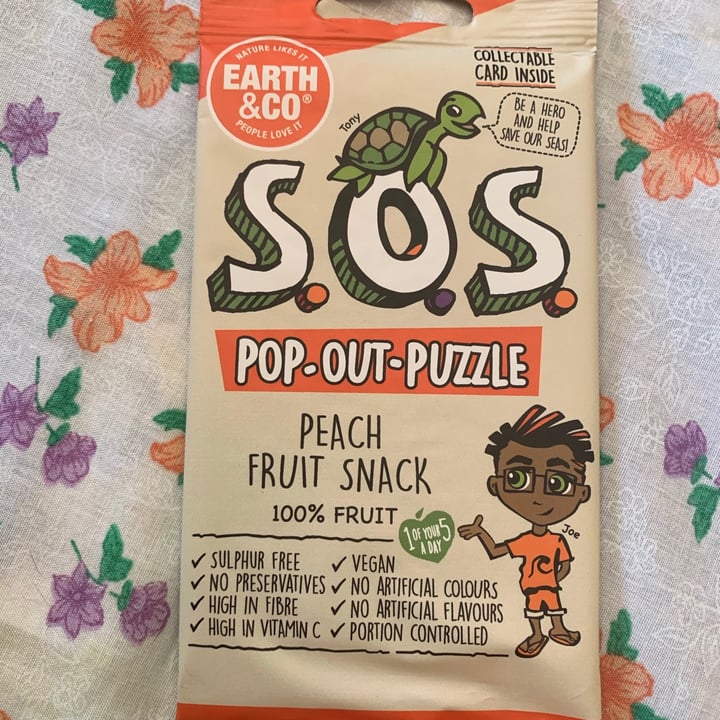 NATURE LIKES IT
EARTH
&CO®
PEOPLE LOVE IT
COLLECTABLE
CARD INSIDE
Tony
BE A HERO
AND HELP
SAVE OUR SEAS!
S.O.S.
POP-OUT-PUZZLE
PEACH
FRUIT SNACK
100% FRUIT
1 OF YOUR 5
A DAY
Joe
✓ SULPHUR FREE
✓ NO PRESERVATIVES
✓ HIGH IN FIBRE
✓ HIGH IN VITAMIN C
✓ VEGAN
✓ NO ARTIFICIAL COLOURS
✓ NO ARTIFICIAL FLAVOURS
✓ PORTION CONTROLLED